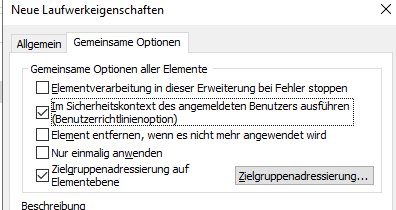 Neue Laufwerkeigenschaften
Allgemein Gemeinsame Optionen
Gemeinsame Optionen aller Elemente
Elementverarbeitung in dieser Erweiterung bei Fehler stoppen
Im Sicherheitskontext des angemeldeten Benutzers ausführen
(Benutzerrichtlinienoption)
Element entfernen, wenn es nicht mehr angewendet wird
Nur einmalig anwenden
Zielgruppenadressierung auf
Elementebene
Zielgruppenadressierung...
Beschreibung